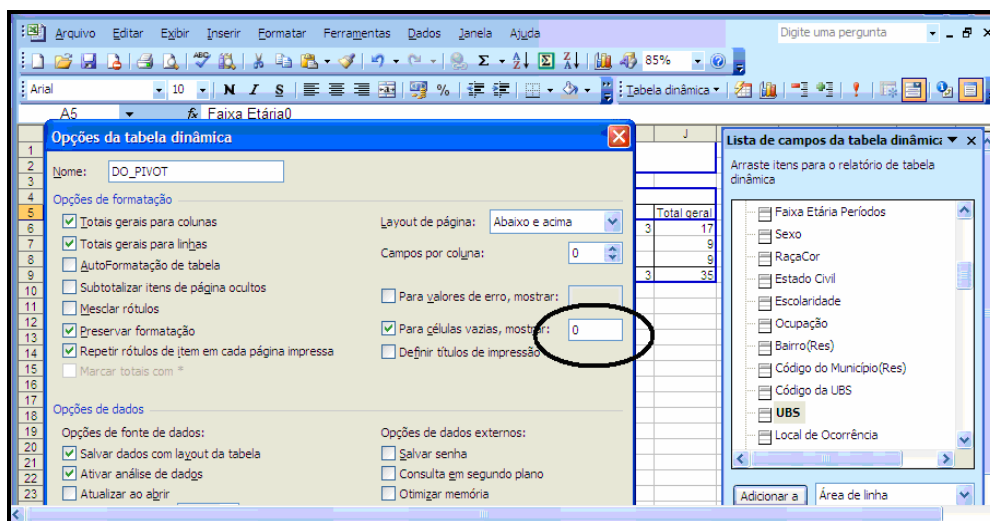 Arquivo Editar Exibir Inserir Formatar Ferramentas Dados Janela Ajuda Digite uma pergunta
85%
Arial 10 N I S % Tabela dinâmica
A5 fx Faixa Etária0
Opções da tabela dinâmica
Nome: DO_PIVOT
Opções de formatação
Totais gerais para colunas
Totais gerais para linhas
AutoFormatação de tabela
Subtotalizar itens de página ocultos
Mesclar rótulos
Preservar formatação
Repetir rótulos de item em cada página impressa
Marcar totais com *
Layout de página: Abaixo e acima
Campos por coluna: 0
Para valores de erro, mostrar:
Para células vazias, mostrar: 0
Definir títulos de impressão
Opções de dados
Opções de fonte de dados:
Salvar dados com layout da tabela
Ativar análise de dados
Atualizar ao abrir
Opções de dados externos:
Salvar senha
Consulta em segundo plano
Otimizar memória
1
2
3
4
5
6
7
8
9
10
11
12
13
14
15
16
17
18
19
20
21
22
23
J
Total geral
3 17
9
9
3 35
Lista de campos da tabela dinâmica
Arraste itens para o relatório de tabela
dinâmica
Faixa Etária Períodos
Sexo
RaçaCor
Estado Civil
Escolaridade
Ocupação
Bairro(Res)
Código do Município(Res)
Código da UBS
UBS
Local de Ocorrência
Adicionar a Área de linha